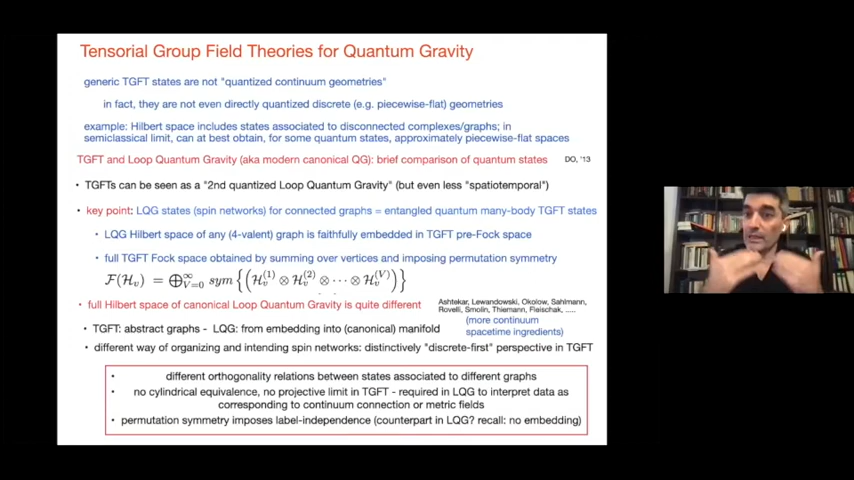 Tensorial Group Field Theories for Quantum Gravity
generic TGFT states are not "quantized continuum geometries"
in fact, they are not even directly quantized discrete (e.g. piecewise-flat) geometries
example: Hilbert space includes states associated to disconnected complexes/graphs; in
semiclassical limit, can at best obtain, for some quantum states, approximately piecewise-flat spaces
TGFT and Loop Quantum Gravity (aka modern canonical QG): brief comparison of quantum states DO, '13
• TGFTs can be seen as a "2nd quantized Loop Quantum Gravity" (but even less "spatiotemporal")
• key point: LQG states (spin networks) for connected graphs = entangled quantum many-body TGFT states
• LQG Hilbert space of any (4-valent) graph is faithfully embedded in TGFT pre-Fock space
• full TGFT Fock space obtained by summing over vertices and imposing permutation symmetry
F(H_v) = ⊕_{V=0}^{∞} sym { ( H_v^{(1)} ⊗ H_v^{(2)} ⊗ ··· ⊗ H_v^{(V)} ) }
• full Hilbert space of canonical Loop Quantum Gravity is quite different
Ashtekar, Lewandowski, Okolow, Sahlmann,
Rovelli, Smolin, Thiemann, Fleischak, .....
(more continuum
spacetime ingredients)
• TGFT: abstract graphs - LQG: from embedding into (canonical) manifold
• different way of organizing and intending spin networks: distinctively "discrete-first" perspective in TGFT
• different orthogonality relations between states associated to different graphs
• no cylindrical equivalence, no projective limit in TGFT - required in LQG to interpret data as
corresponding to continuum connection or metric fields
• permutation symmetry imposes label-independence (counterpart in LQG? recall: no embedding)